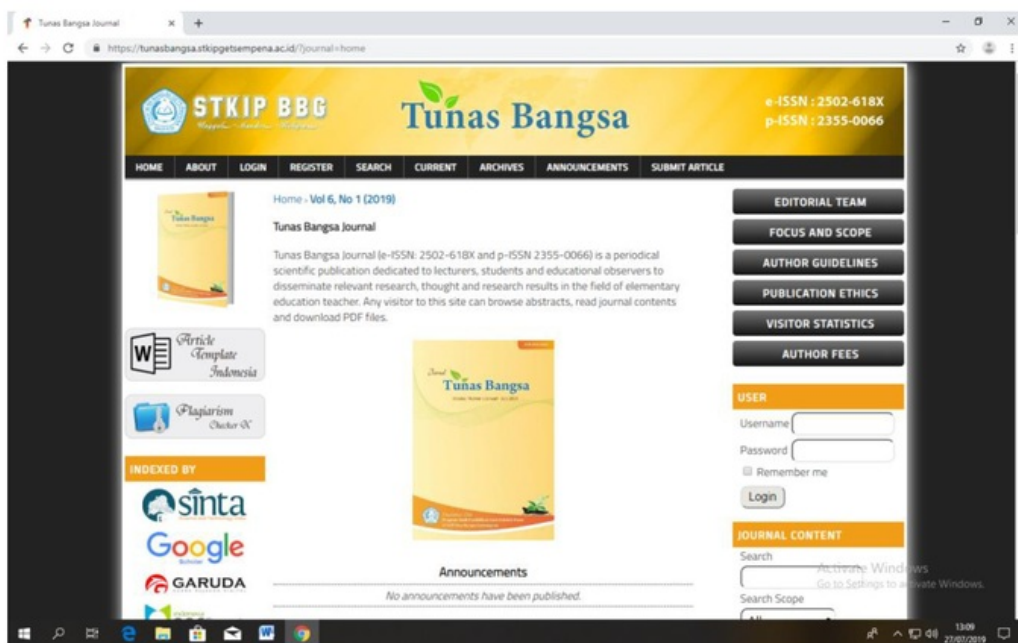 Tunas Bangsa Journal
https://tunasbangsa.stkipgetsempena.ac.id/?journal=home
STKIP BBG
Tunas Bangsa
e-ISSN : 2502-618X
p-ISSN : 2355-0066
HOME ABOUT LOGIN REGISTER SEARCH CURRENT ARCHIVES ANNOUNCEMENTS SUBMIT ARTICLE
Tunas Bangsa
Article
Template
Indonesia
Plagiarism
Checker X
INDEXED BY
sinta
Google
Scholar
GARUDA
Home > Vol 6, No 1 (2019)
Tunas Bangsa Journal
Tunas Bangsa Journal (e-ISSN: 2502-618X and p-ISSN 2355-0066) is a periodical
scientific publication dedicated to lecturers, students and educational observers to
disseminate relevant research, thought and research results in the field of elementary
education teacher. Any visitor to this site can browse abstracts, read journal contents
and download PDF files.
Jurnal
Tunas Bangsa
Announcements
No announcements have been published.
EDITORIAL TEAM
FOCUS AND SCOPE
AUTHOR GUIDELINES
PUBLICATION ETHICS
VISITOR STATISTICS
AUTHOR FEES
USER
Username
Password
Remember me
Login
JOURNAL CONTENT
Search
Search Scope
All
Activate Windows
Go to Settings to activate Windows.
13:09
27/07/2019